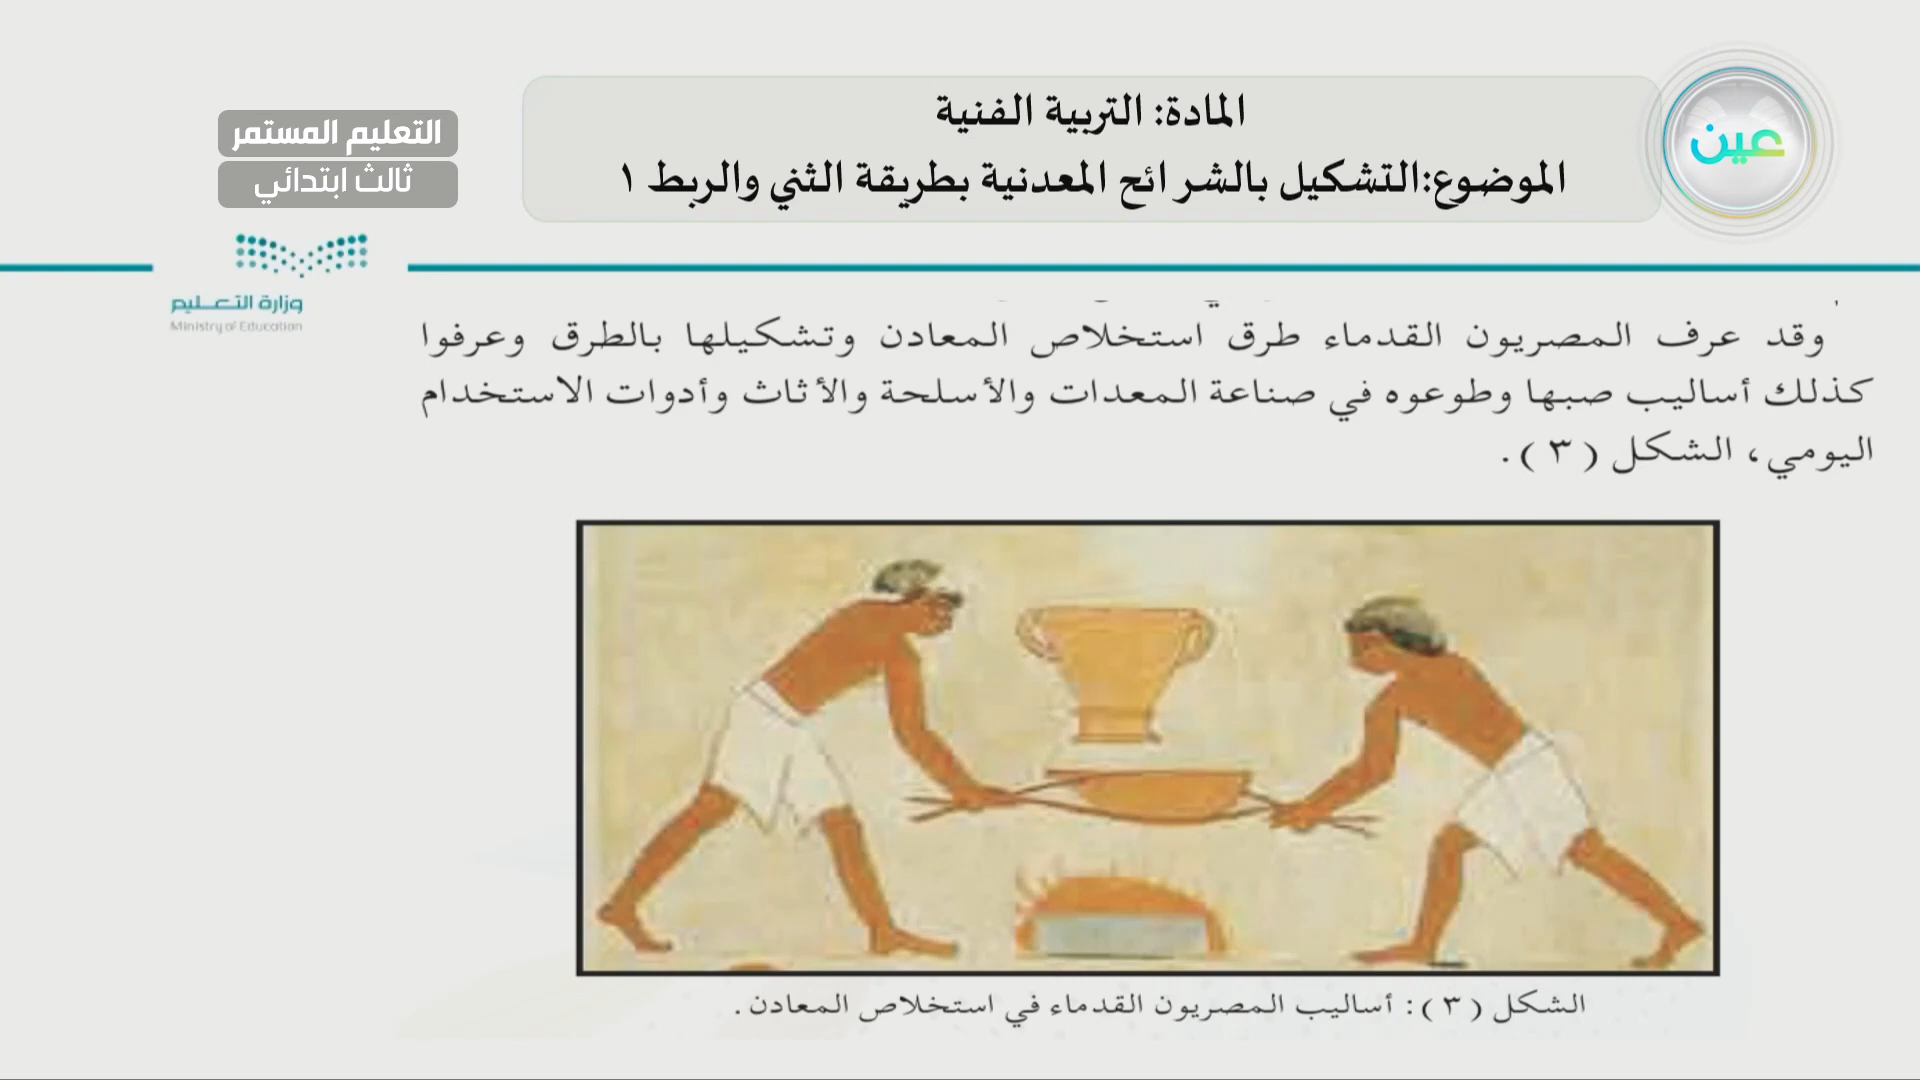 المادة: التربية الفنية
الموضوع:التشكيل بالشرائح المعدنية بطريقة الثني والربط ١
عين
التعليم المستمر
ثالث ابتدائي
وزارة التعليم
Ministry of Education
وقد عرف المصريون القدماء طرق استخلاص المعادن وتشكيلها بالطرق وعرفوا
كذلك أساليب صبها وطوعوه في صناعة المعدات والأسلحة والأثاث وأدوات الاستخدام
اليومي، الشكل (٣).
الشكل (٣): أساليب المصريون القدماء في استخلاص المعادن.